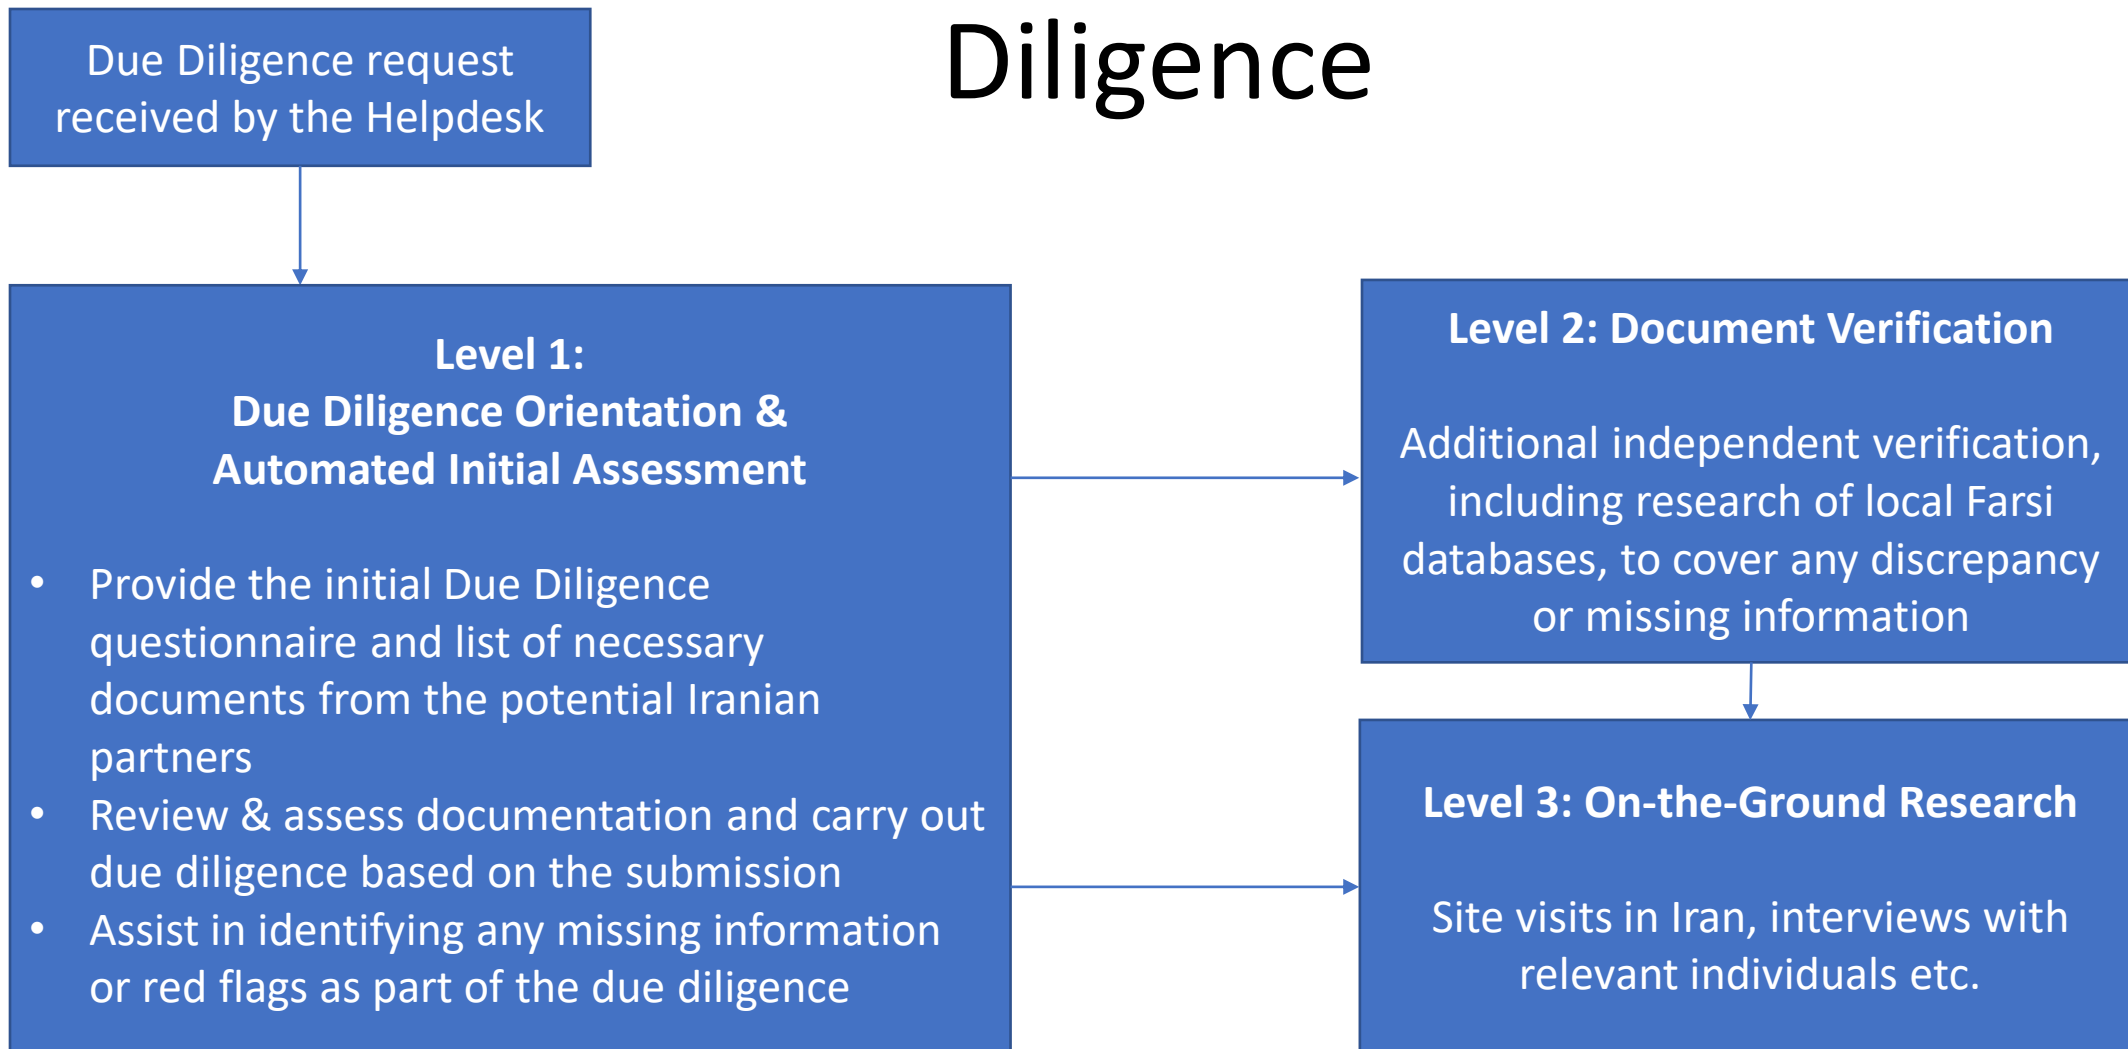 Diligence
Due Diligence request
received by the Helpdesk
Level 1:
Due Diligence Orientation &
Automated Initial Assessment
• Provide the initial Due Diligence
questionnaire and list of necessary
documents from the potential Iranian
partners
• Review & assess documentation and carry out
due diligence based on the submission
• Assist in identifying any missing information
or red flags as part of the due diligence
Level 2: Document Verification
Additional independent verification,
including research of local Farsi
databases, to cover any discrepancy
or missing information
Level 3: On-the-Ground Research
Site visits in Iran, interviews with
relevant individuals etc.